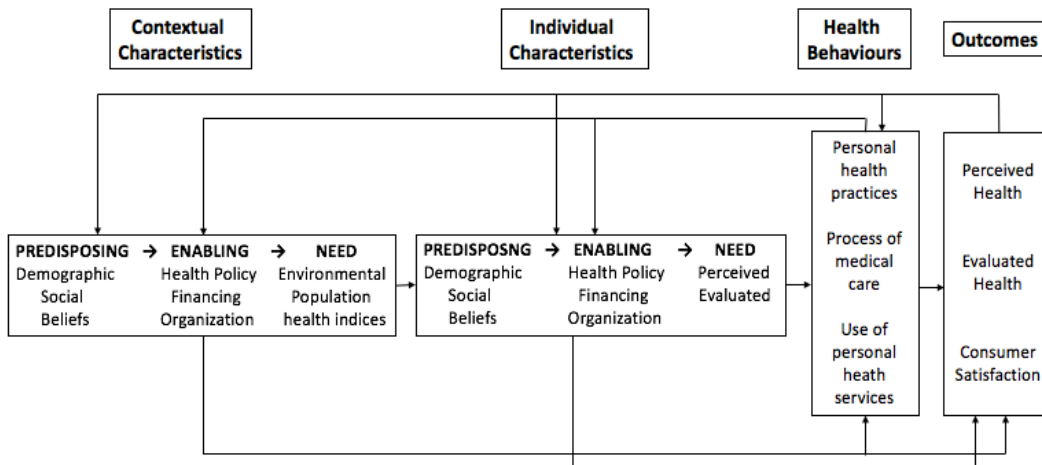 Contextual
Characteristics
Individual
Characteristics
Health
Behaviours
Outcomes
PREDISPOSING → ENABLING → NEED
Demographic Health Policy Environmental
Social Financing Population
Beliefs Organization health indices
PREDISPOSNG → ENABLING → NEED
Demographic Health Policy Perceived
Social Financing Evaluated
Beliefs Organization
Personal
health
practices
Process of
medical
care
Use of
personal
heath
services
Perceived
Health
Evaluated
Health
Consumer
Satisfaction